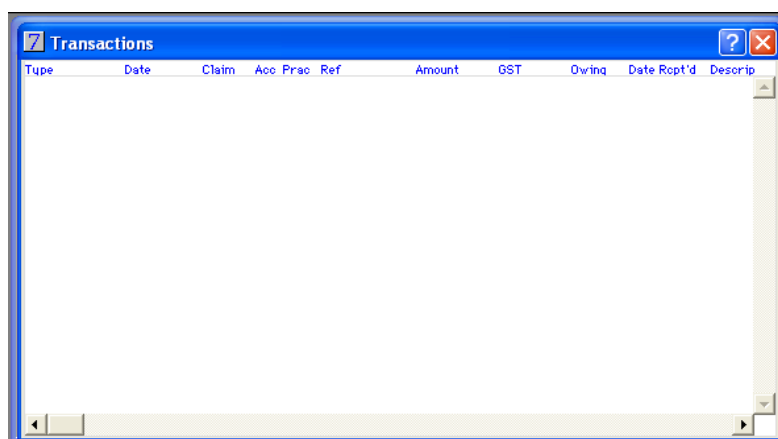 7 Transactions ?
Type Date Claim Acc Prac Ref Amount GST Owing Date Rcpt'd Descrip